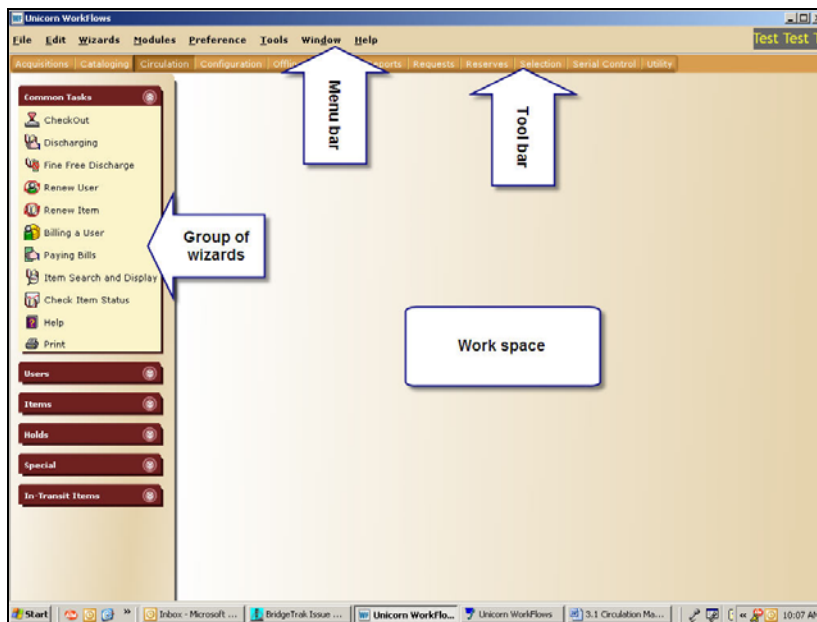 Unicorn WorkFlows
File Edit Wizards Modules Preference Tools Window Help
Test Test
Acquisitions Cataloging Circulation Configuration Requests Reserves Selection Serial Control Utility
Menu bar
Tool bar
Common Tasks
CheckOut
Discharging
Fine Free Discharge
Renew User
Renew Item
Billing a User
Paying Bills
Item Search and Display
Check Item Status
Help
Print
Group of
wizards
Work space
Users
Items
Holds
Special
In-Transit Items
Start Inbox - Microsoft ... BridgeTrak Issue ... Unicorn WorkFlo... Unicorn WorkFlows 3.1 Circulation Ma... 10:07 AM